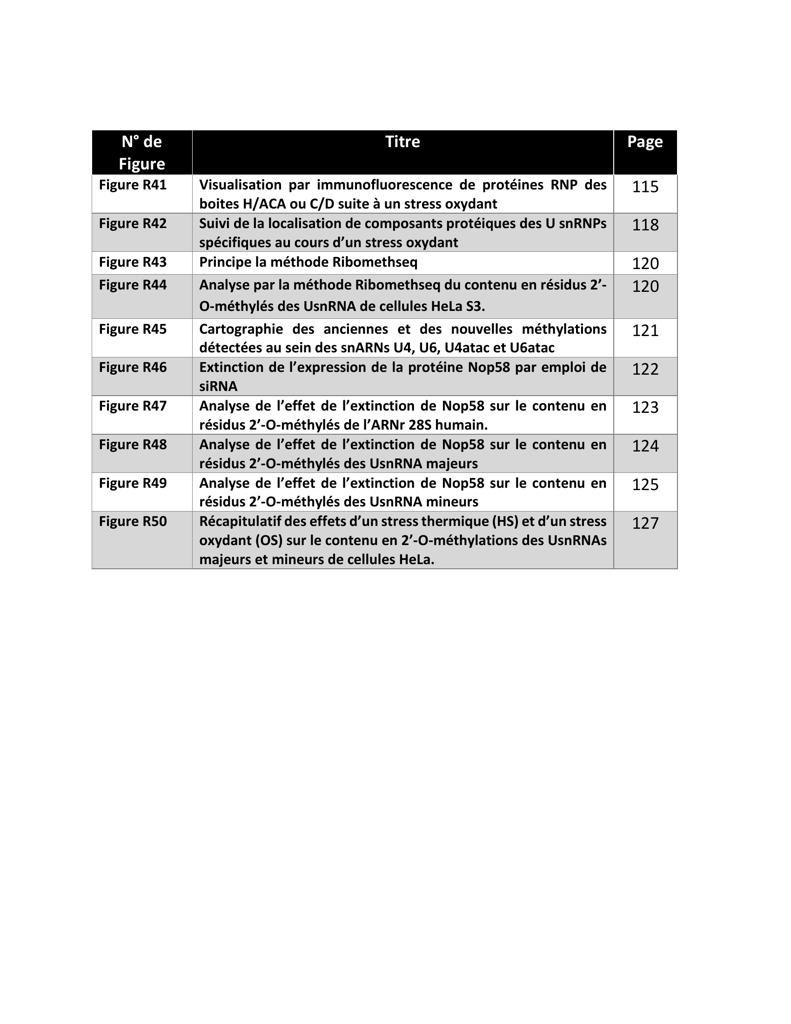 N° de
Figure
Titre
Page
Figure R41
Visualisation par immunofluorescence de protéines RNP des
boites H/ACA ou C/D suite à un stress oxydant
115
Figure R42
Suivi de la localisation de composants protéiques des U snRNPs
spécifiques au cours d’un stress oxydant
118
Figure R43
Principe la méthode Ribomethseq
120
Figure R44
Analyse par la méthode Ribomethseq du contenu en résidus 2’-
O-méthylés des UsnRNA de cellules HeLa S3.
120
Figure R45
Cartographie des anciennes et des nouvelles méthylations
détectées au sein des snARNs U4, U6, U4atac et U6atac
121
Figure R46
Extinction de l’expression de la protéine Nop58 par emploi de
siRNA
122
Figure R47
Analyse de l’effet de l’extinction de Nop58 sur le contenu en
résidus 2’-O-méthylés de l’ARNr 28S humain.
123
Figure R48
Analyse de l’effet de l’extinction de Nop58 sur le contenu en
résidus 2’-O-méthylés des UsnRNA majeurs
124
Figure R49
Analyse de l’effet de l’extinction de Nop58 sur le contenu en
résidus 2’-O-méthylés des UsnRNA mineurs
125
Figure R50
Récapitulatif des effets d’un stress thermique (HS) et d’un stress
oxydant (OS) sur le contenu en 2’-O-méthylations des UsnRNAs
majeurs et mineurs de cellules HeLa.
127